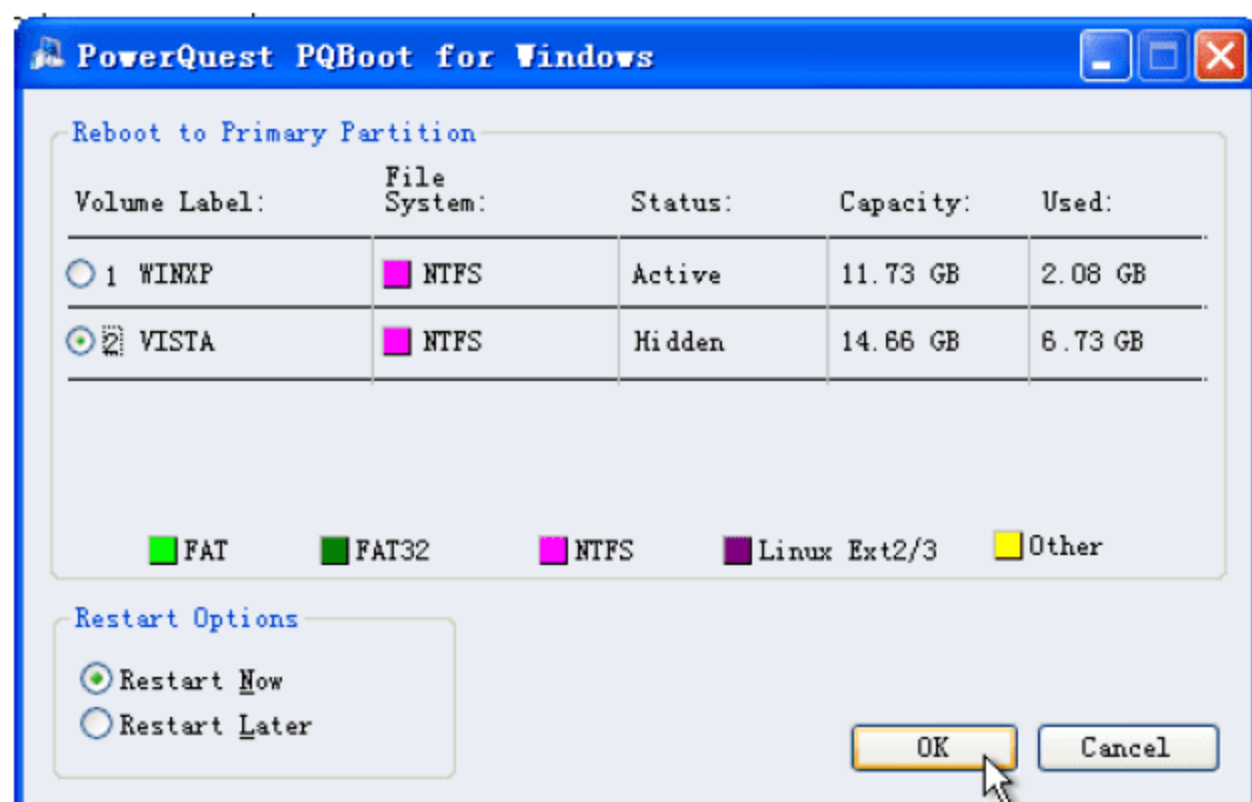 PowerQuest PQBoot for Windows
Reboot to Primary Partition
Volume Label: File System: Status: Capacity: Used:
1 WINXP NTFS Active 11.73 GB 2.08 GB
2 VISTA NTFS Hidden 14.66 GB 6.73 GB
FAT FAT32 NTFS Linux Ext2/3 Other
Restart Options
Restart Now
Restart Later
OK Cancel